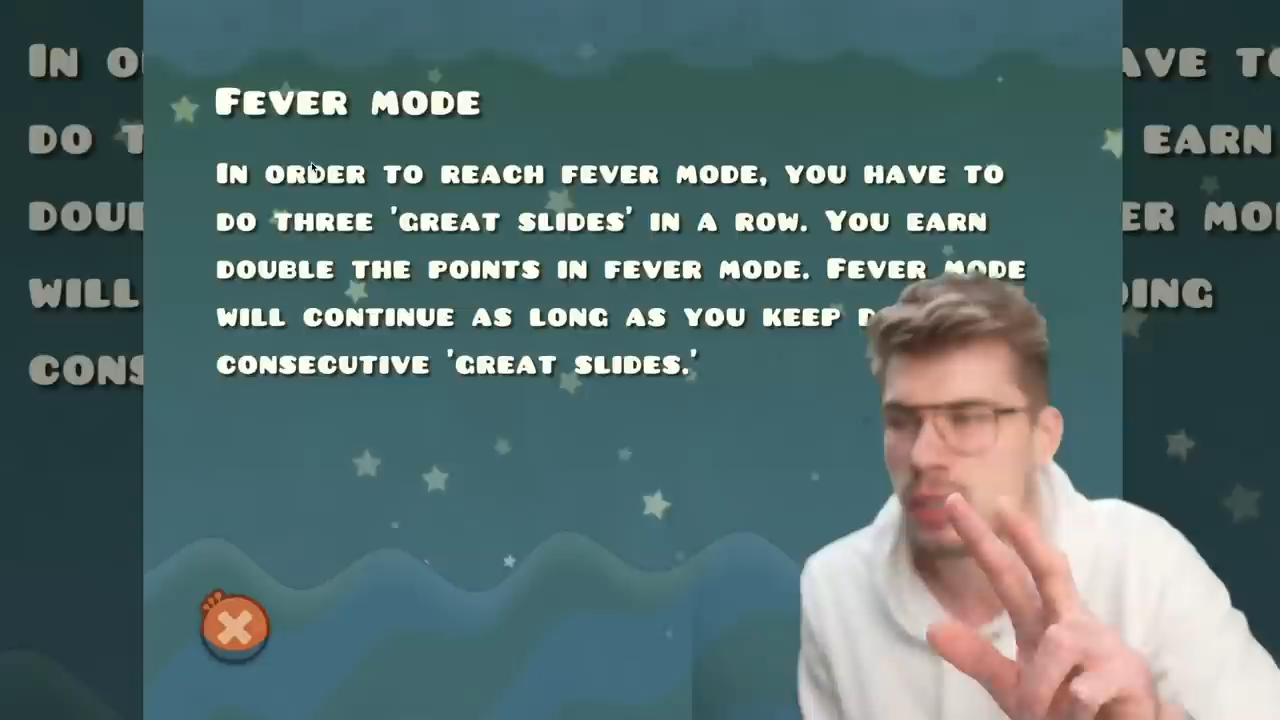 FEVER MODE
IN ORDER TO REACH FEVER MODE, YOU HAVE TO
DO THREE 'GREAT SLIDES' IN A ROW. YOU EARN
DOUBLE THE POINTS IN FEVER MODE. FEVER MODE
WILL CONTINUE AS LONG AS YOU KEEP
CONSECUTIVE 'GREAT SLIDES.'